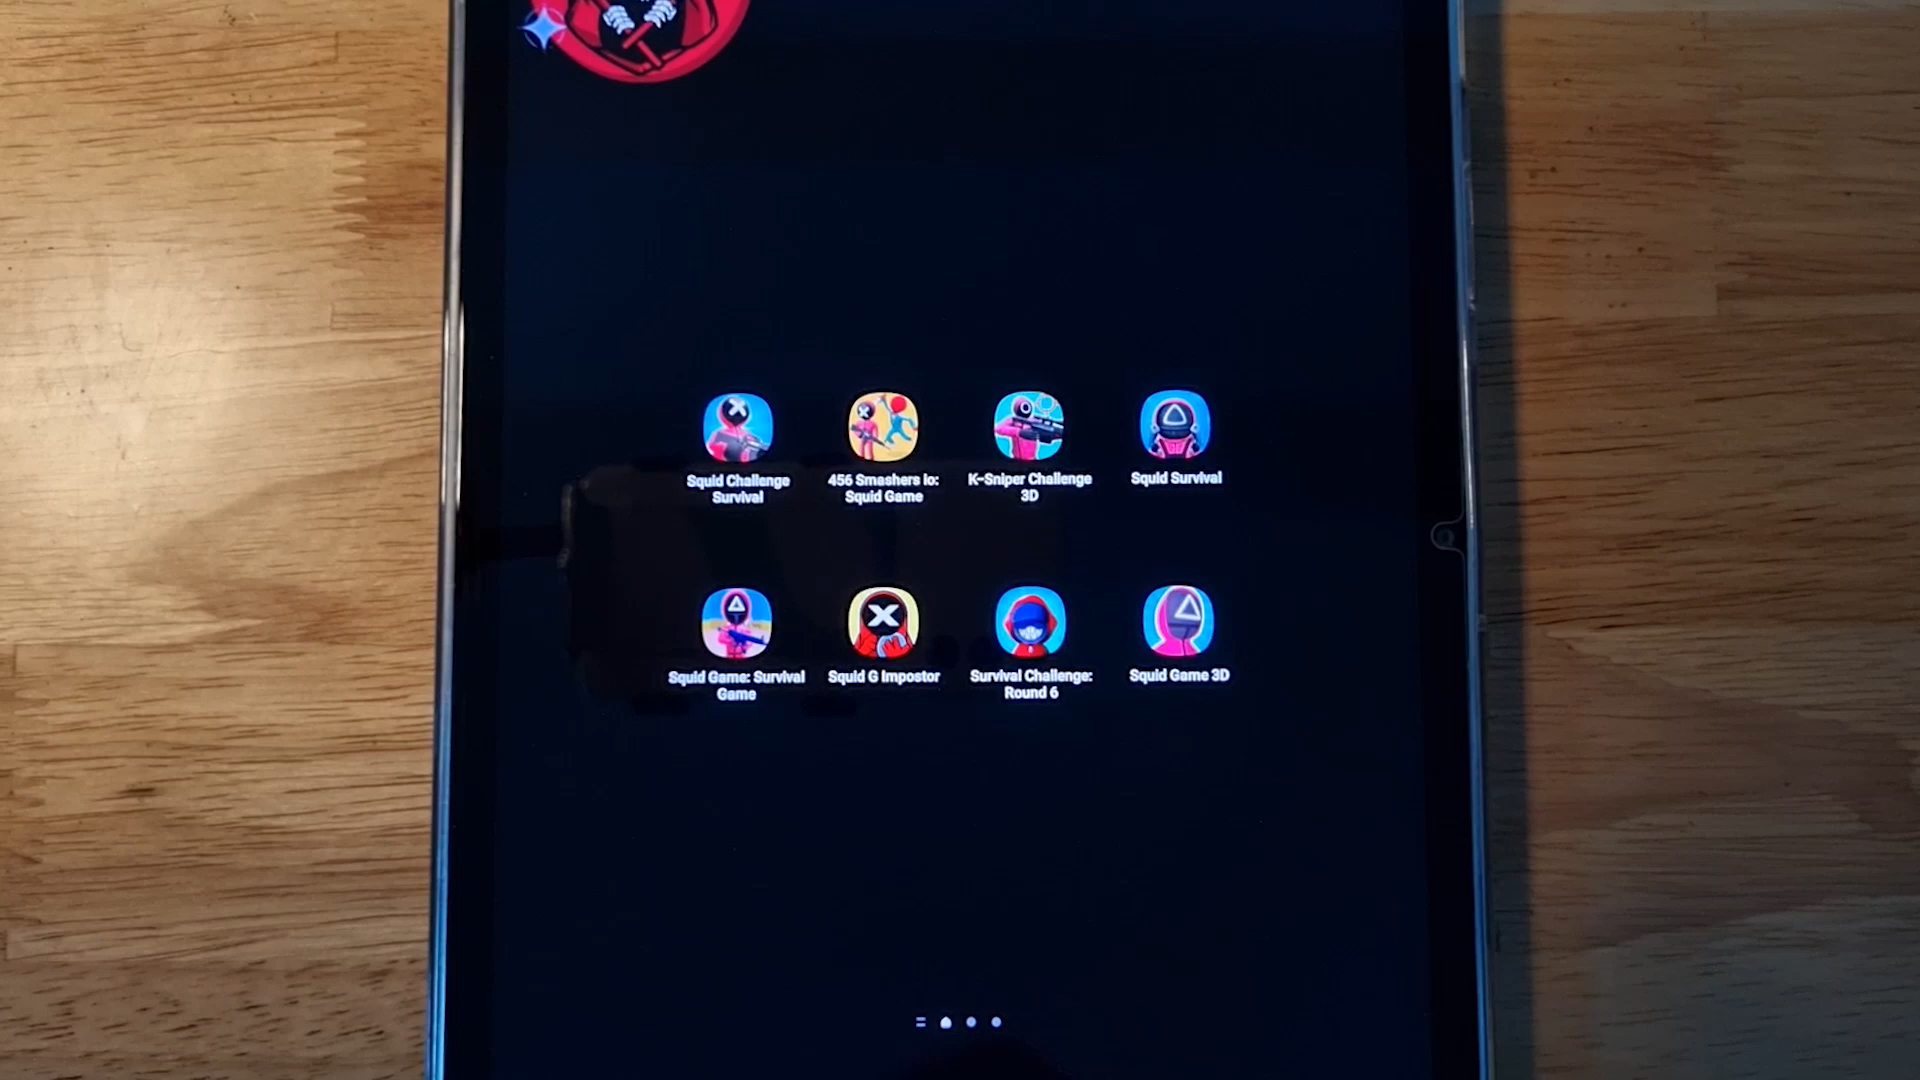 Squid Challenge
Survival
456 Smashers io:
Squid Game
K-Sniper Challenge
3D
Squid Survival
Squid Game: Survival
Game
Squid G Impostor
Survival Challenge:
Round 6
Squid Game 3D